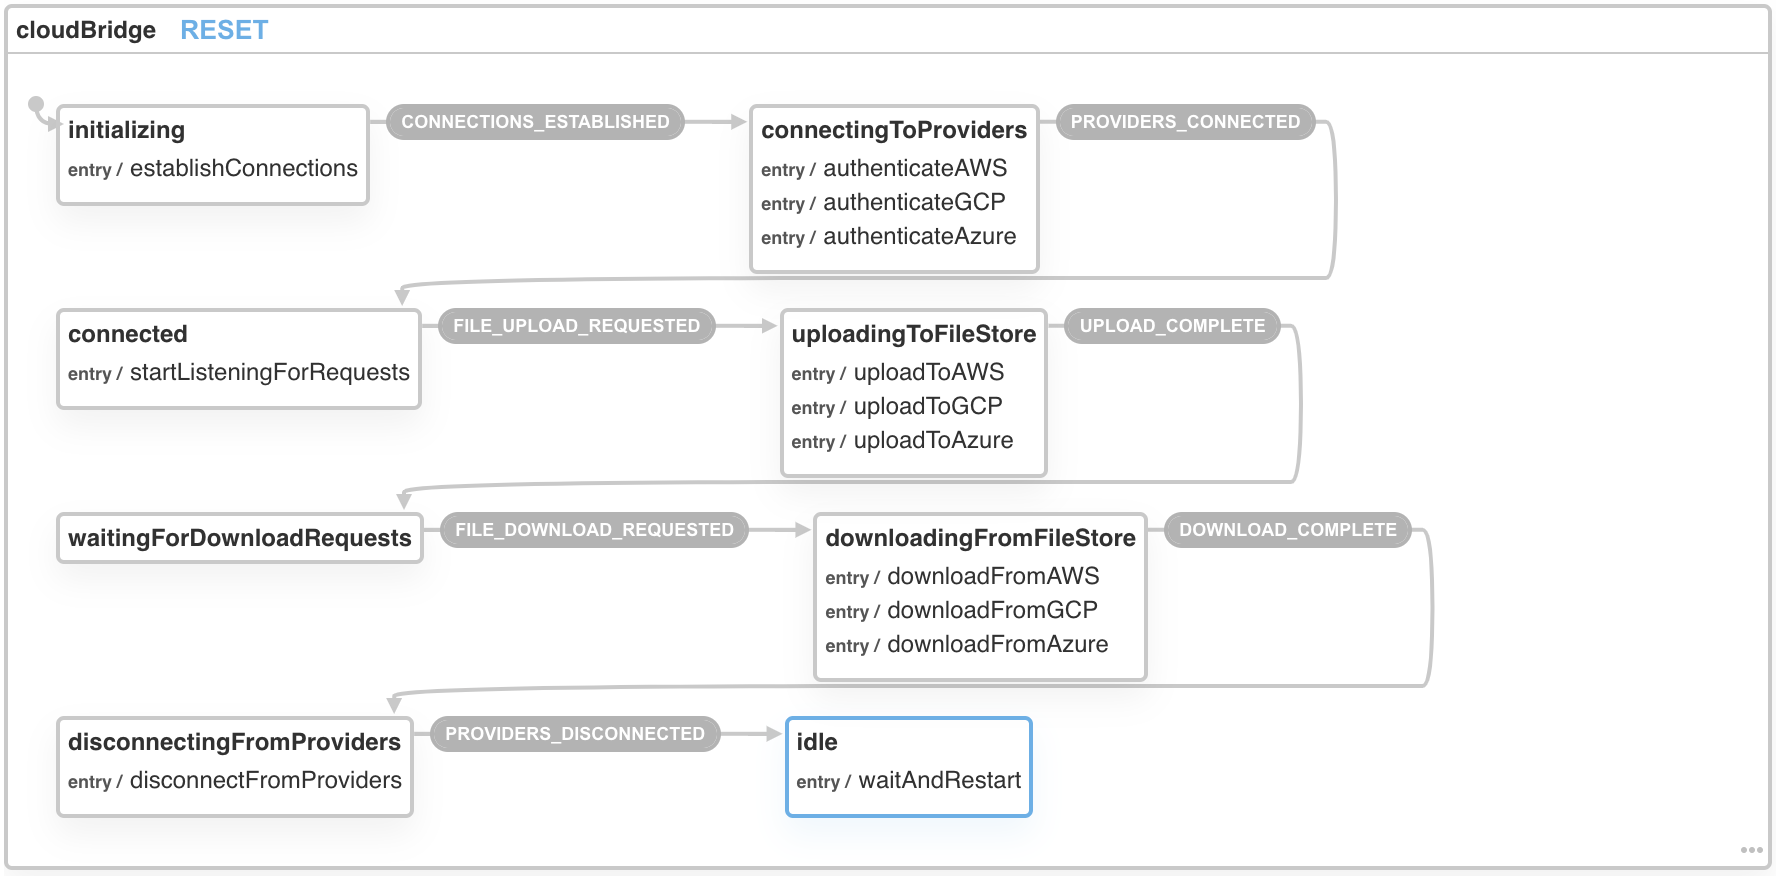 cloudBridge RESET
initializing
entry / establishConnections
CONNECTIONS_ESTABLISHED
connectingToProviders
entry / authenticateAWS
entry / authenticateGCP
entry / authenticateAzure
PROVIDERS_CONNECTED
connected
entry / startListeningForRequests
FILE_UPLOAD_REQUESTED
uploadingToFileStore
entry / uploadToAWS
entry / uploadToGCP
entry / uploadToAzure
UPLOAD_COMPLETE
waitingForDownloadRequests
FILE_DOWNLOAD_REQUESTED
downloadingFromFileStore
entry / downloadFromAWS
entry / downloadFromGCP
entry / downloadFromAzure
DOWNLOAD_COMPLETE
disconnectingFromProviders
entry / disconnectFromProviders
PROVIDERS_DISCONNECTED
idle
entry / waitAndRestart